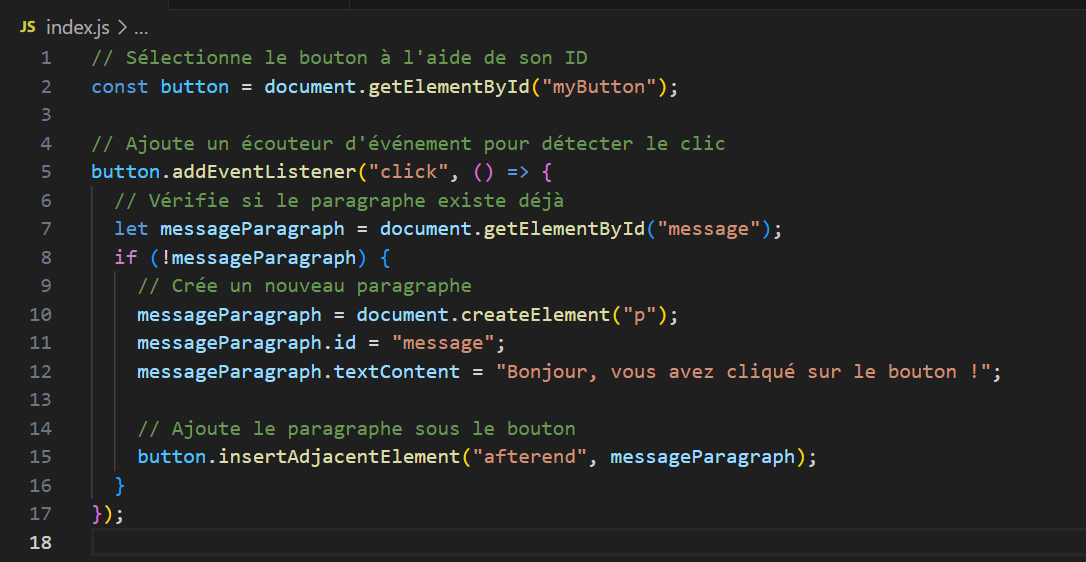 JS index.js > ...
1 // Sélectionne le bouton à l'aide de son ID
2 const button = document.getElementById("myButton");
3
4 // Ajoute un écouteur d'événement pour détecter le clic
5 button.addEventListener("click", () => {
6   // Vérifie si le paragraphe existe déjà
7   let messageParagraph = document.getElementById("message");
8   if (!messageParagraph) {
9     // Crée un nouveau paragraphe
10     messageParagraph = document.createElement("p");
11     messageParagraph.id = "message";
12     messageParagraph.textContent = "Bonjour, vous avez cliqué sur le bouton !";
13
14     // Ajoute le paragraphe sous le bouton
15     button.insertAdjacentElement("afterend", messageParagraph);
16   }
17 });
18